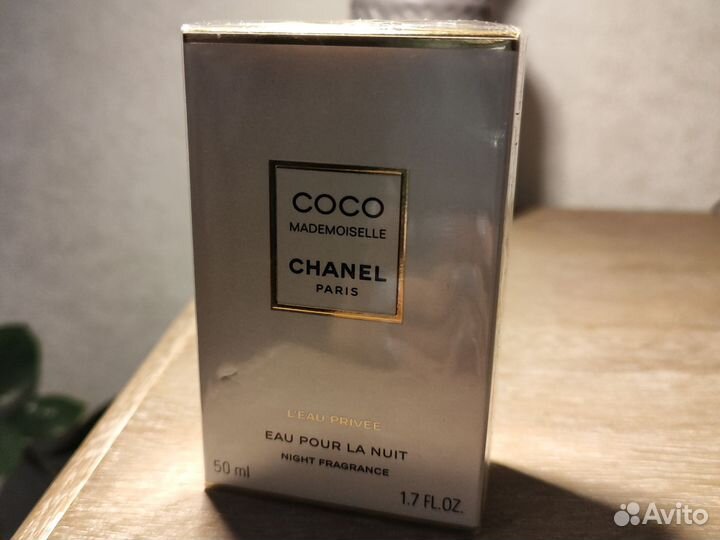 COCO
MADEMOISELLE
CHANEL
PARIS
L'EAU PRIVÉE
EAU POUR LA NUIT
NIGHT FRAGRANCE
50 ml
1.7 FL.OZ.
Avito